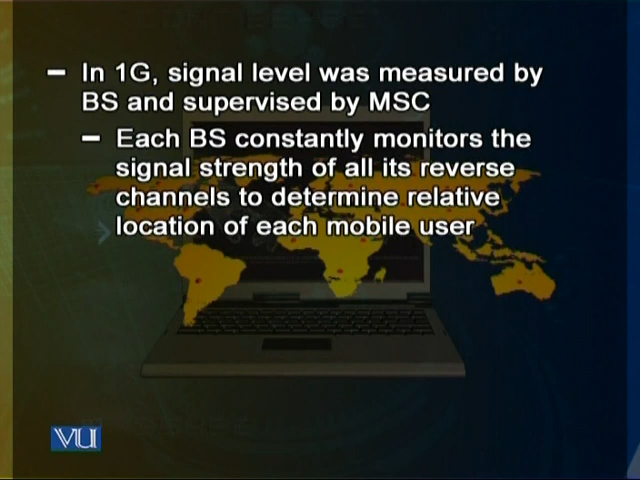 – In 1G, signal level was measured by
BS and supervised by MSC
– Each BS constantly monitors the
signal strength of all its reverse
channels to determine relative
location of each mobile user
VU